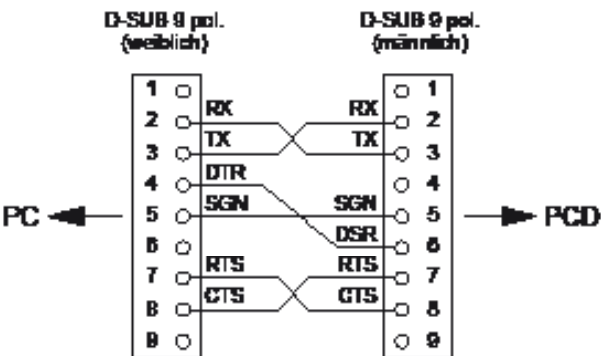 D-SUB 9 pol. D-SUB 9 pol.
(weiblich) (männlich)
1 1
2 RX RX 2
3 TX TX 3
4 DTR 4
PC 5 SGN SGN 5 PCD
6 DSR 6
7 RTS RTS 7
8 CTS CTS 8
9 9